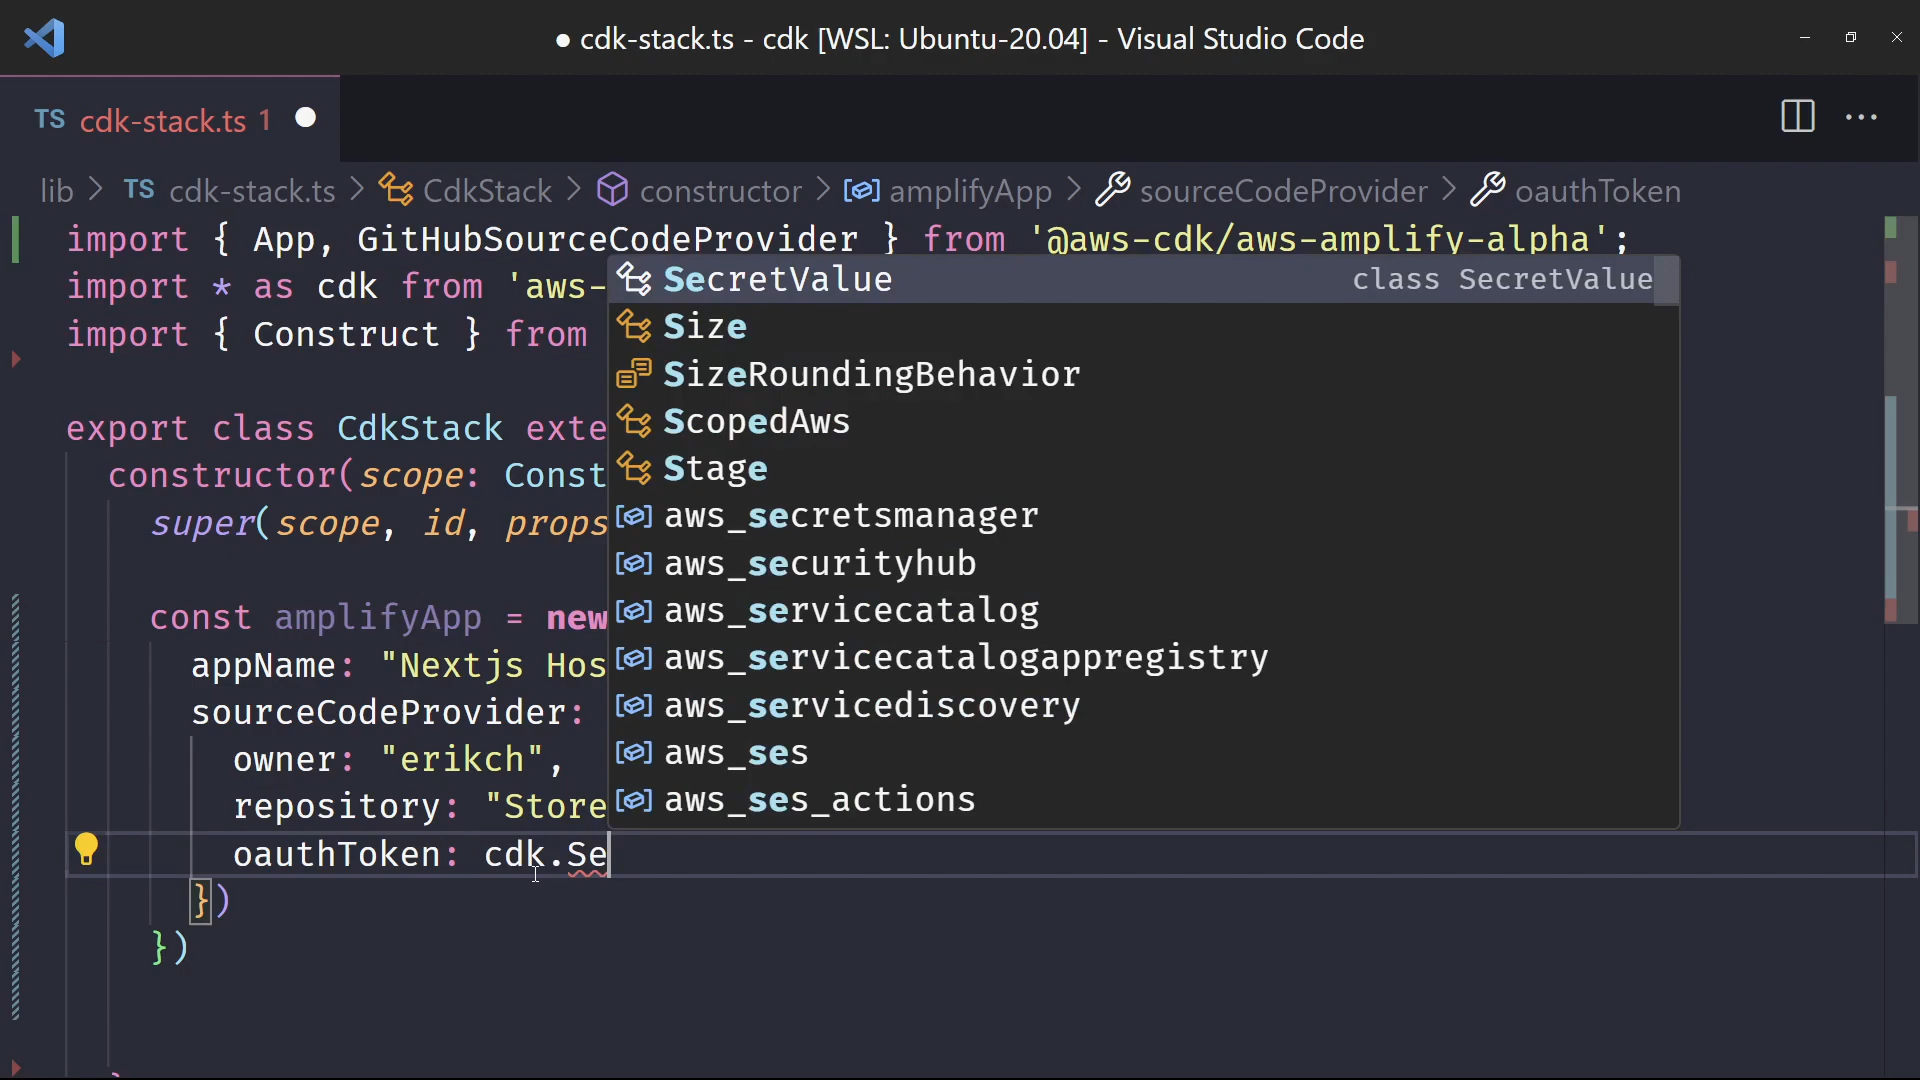 ● cdk-stack.ts - cdk [WSL: Ubuntu-20.04] - Visual Studio Code
TS cdk-stack.ts 1 ●
lib > TS cdk-stack.ts > CdkStack > constructor > amplifyApp > sourceCodeProvider > oauthToken
import { App, GitHubSourceCodeProvider } from '@aws-cdk/aws-amplify-alpha';
import * as cdk from 'aws-
import { Construct } from
export class CdkStack exte
constructor(scope: Const
super(scope, id, props
const amplifyApp = new
appName: "Nextjs Hos
sourceCodeProvider:
owner: "erikch",
repository: "Store
oauthToken: cdk.Se
})
})
SecretValue class SecretValue
Size
SizeRoundingBehavior
ScopedAws
Stage
aws_secretsmanager
aws_securityhub
aws_servicecatalog
aws_servicecatalogappregistry
aws_servicediscovery
aws_ses
aws_ses_actions